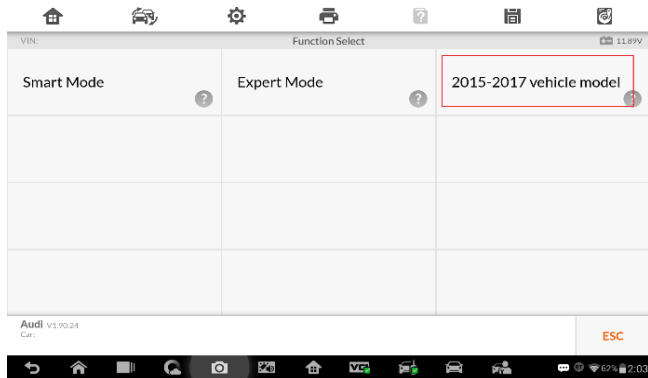 VIN: Function Select 11.89V
Smart Mode ? Expert Mode ? 2015-2017 vehicle model ?
Audi V1.90.24
Car:
ESC
62% 2:03